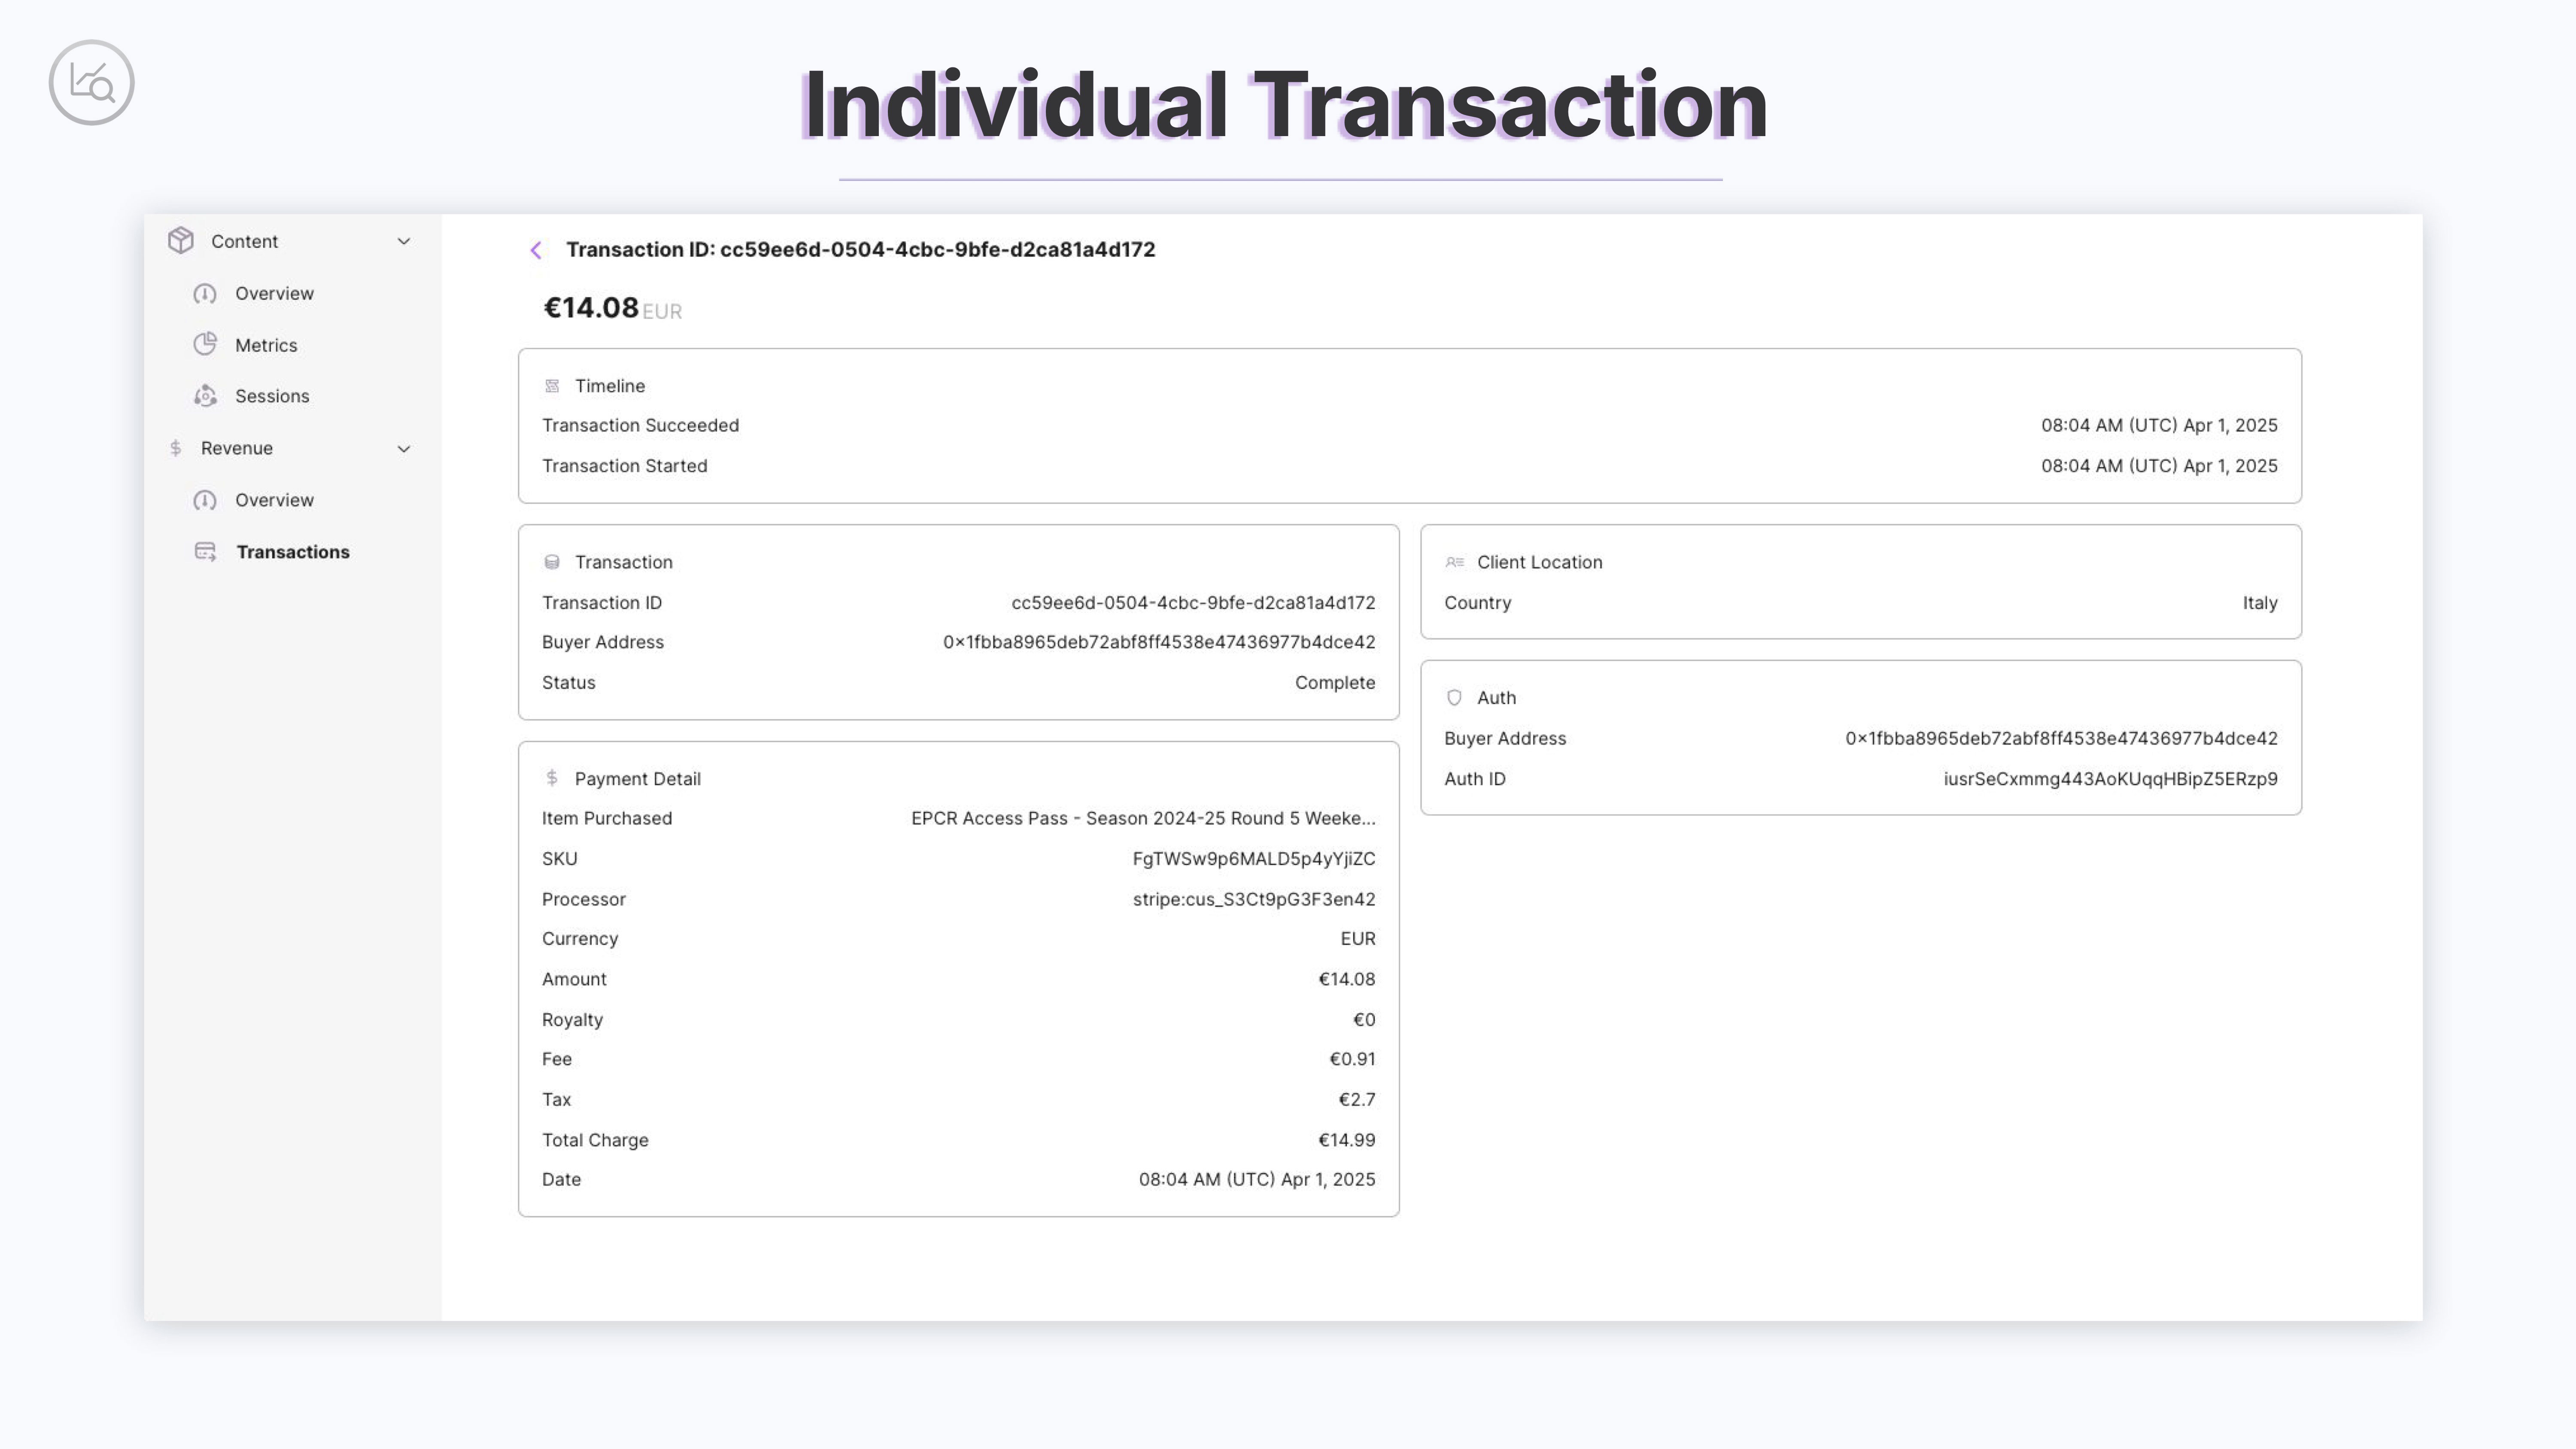 Individual Transaction
Content
Overview
Metrics
Sessions
Revenue
Overview
Transactions
Transaction ID: cc59ee6d-0504-4cbc-9bfe-d2ca81a4d172
€14.08 EUR
Timeline
Transaction Succeeded 08:04 AM (UTC) Apr 1, 2025
Transaction Started 08:04 AM (UTC) Apr 1, 2025
Transaction
Transaction ID cc59ee6d-0504-4cbc-9bfe-d2ca81a4d172
Buyer Address 0x1fbba8965deb72abf8ff4538e47436977b4dce42
Status Complete
Payment Detail
Item Purchased EPCR Access Pass - Season 2024-25 Round 5 Weeke...
SKU FgTWSw9p6MALD5p4yYjiZC
Processor stripe:cus_S3Ct9pG3F3en42
Currency EUR
Amount €14.08
Royalty €0
Fee €0.91
Tax €2.7
Total Charge €14.99
Date 08:04 AM (UTC) Apr 1, 2025
Client Location
Country Italy
Auth
Buyer Address 0x1fbba8965deb72abf8ff4538e47436977b4dce42
Auth ID iusrSeCxmmg443AoKUqqHBipZ5ERzp9